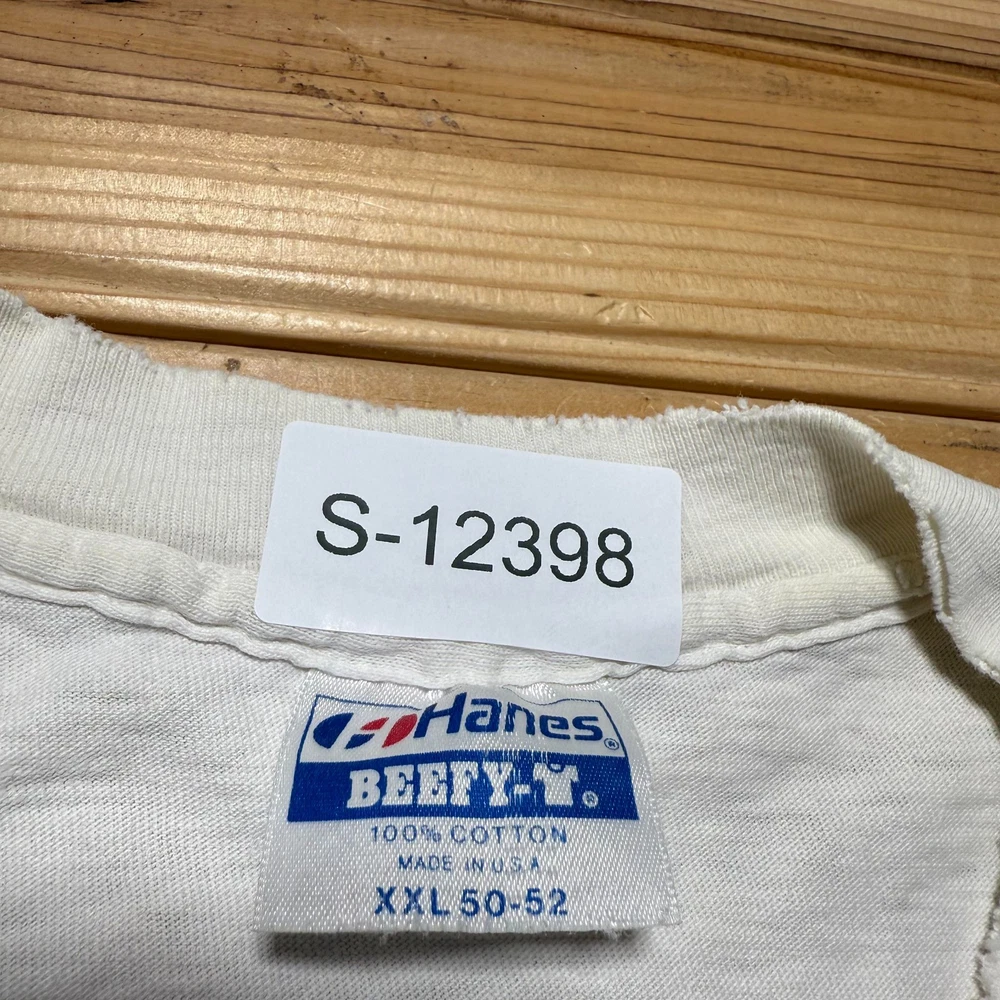 S-12398
Hanes®
BEEFY-T®
100% COTTON
MADE IN U.S.A
XXL 50-52